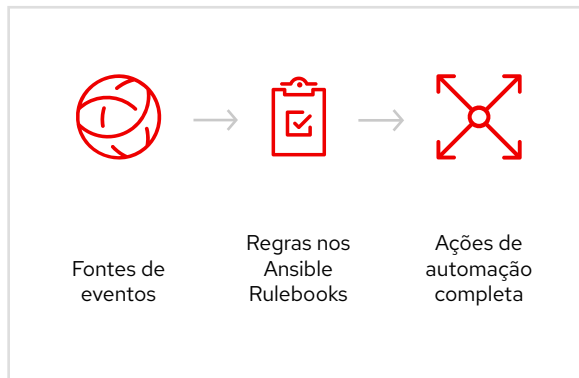 Fontes de
eventos
Regras nos
Ansible
Rulebooks
Ações de
automação
completa